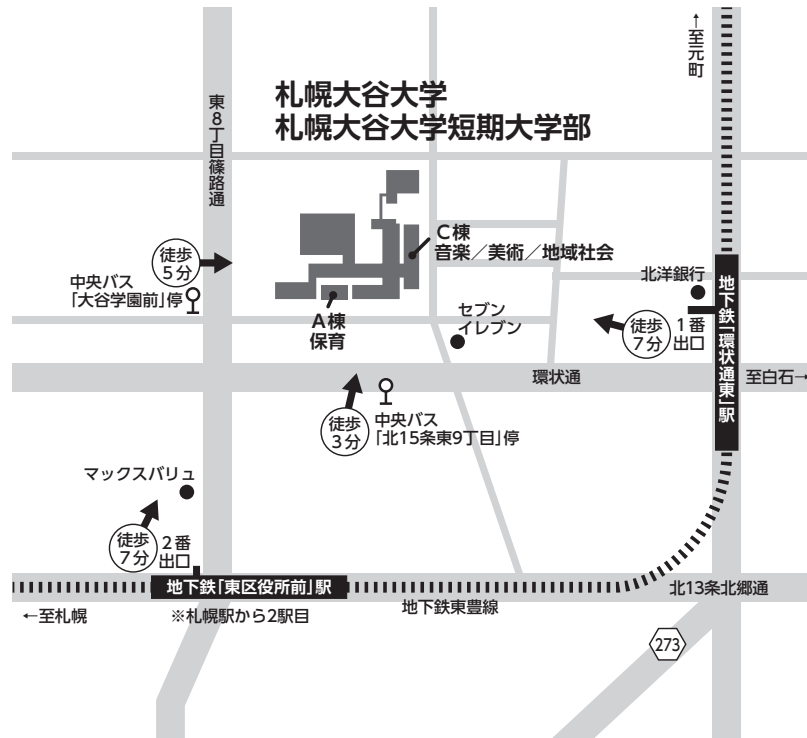 ↑至元町
札幌大谷大学
札幌大谷大学短期大学部
東8丁目篠路通
C棟
音楽／美術／地域社会
徒歩
5分
中央バス
「大谷学園前」停
北洋銀行
地下鉄「環状通東」駅
A棟
保育
セブン
イレブン
徒歩
7分
1番
出口
環状通
至白石→
徒歩
3分
中央バス
「北15条東9丁目」停
マックスバリュ
徒歩
7分
2番
出口
地下鉄「東区役所前」駅
北13条北郷通
←至札幌
※札幌駅から2駅目
地下鉄東豊線
273